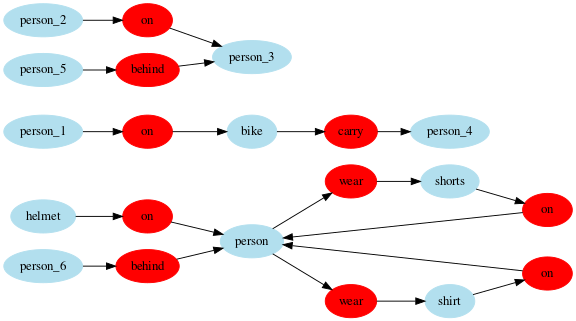 person_2 on
person_3
person_5 behind
person_1 on bike carry person_4
wear shorts
helmet on on
person
person_6 behind on
wear shirt